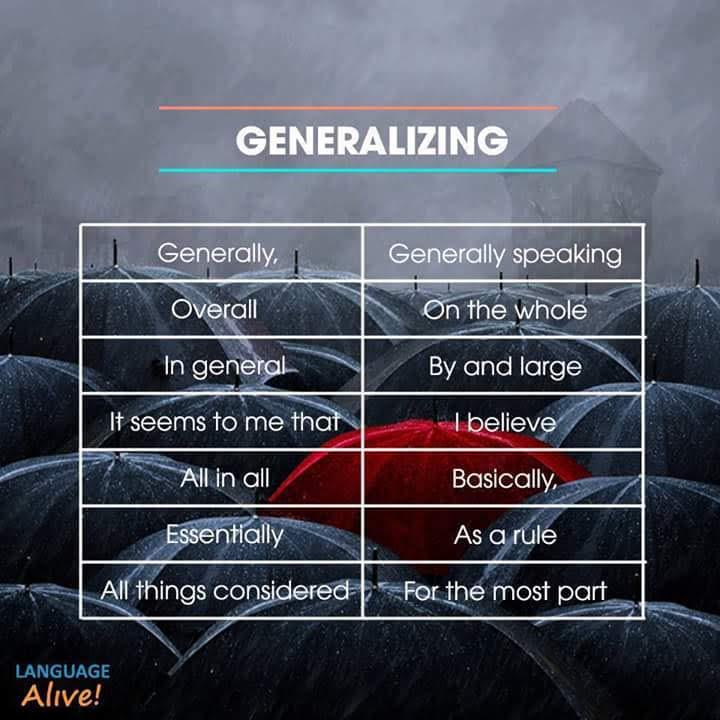 GENERALIZING
Generally, Generally speaking
Overall On the whole
In general By and large
It seems to me that I believe
All in all Basically,
Essentially As a rule
All things considered For the most part
LANGUAGE
Alive!